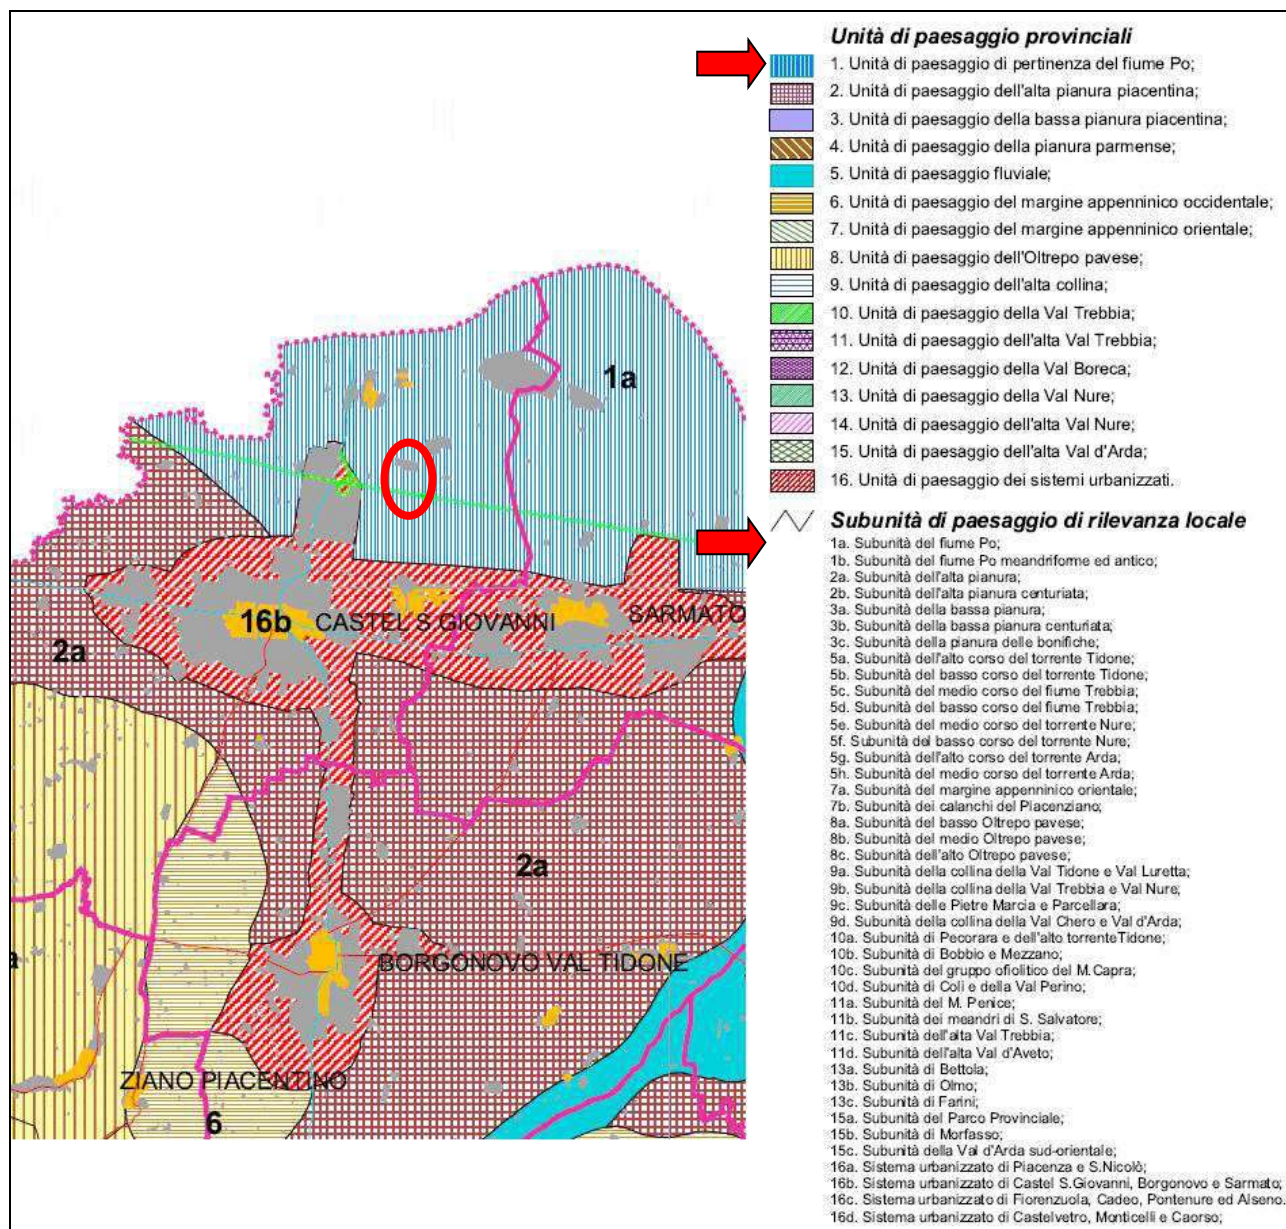 Unità di paesaggio provinciali
1. Unità di paesaggio di pertinenza del fiume Po;
2. Unità di paesaggio dell'alta pianura piacentina;
3. Unità di paesaggio della bassa pianura piacentina;
4. Unità di paesaggio della pianura parmense;
5. Unità di paesaggio fluviale;
6. Unità di paesaggio del margine appenninico occidentale;
7. Unità di paesaggio del margine appenninico orientale;
8. Unità di paesaggio dell'Oltrepo pavese;
9. Unità di paesaggio dell'alta collina;
10. Unità di paesaggio della Val Trebbia;
11. Unità di paesaggio dell'alta Val Trebbia;
12. Unità di paesaggio della Val Boreca;
13. Unità di paesaggio della Val Nure;
14. Unità di paesaggio dell'alta Val Nure;
15. Unità di paesaggio dell'alta Val d'Arda;
16. Unità di paesaggio dei sistemi urbanizzati.
Subunità di paesaggio di rilevanza locale
1a. Subunità del fiume Po;
1b. Subunità del fiume Po meandriforme ed antico;
2a. Subunità dell'alta pianura;
2b. Subunità dell'alta pianura centuriata;
3a. Subunità della bassa pianura;
3b. Subunità della bassa pianura centuriata;
3c. Subunità della pianura delle bonifiche;
5a. Subunità dell'alto corso del torrente Tidone;
5b. Subunità del basso corso del torrente Tidone;
5c. Subunità del medio corso del fiume Trebbia;
5d. Subunità del basso corso del fiume Trebbia;
5e. Subunità del medio corso del torrente Nure;
5f. Subunità del basso corso del torrente Nure;
5g. Subunità dell'alto corso del torrente Arda;
5h. Subunità del medio corso del torrente Arda;
7a. Subunità del margine appenninico orientale;
7b. Subunità dei calanchi del Piacenziano;
8a. Subunità del basso Oltrepo pavese;
8b. Subunità del medio Oltrepo pavese;
8c. Subunità dell'alto Oltrepo pavese;
9a. Subunità della collina della Val Tidone e Val Luretta;
9b. Subunità della collina della Val Trebbia e Val Nure;
9c. Subunità delle Pietre Marcia e Parcellara;
9d. Subunità della collina della Val Chero e Val d'Arda;
10a. Subunità di Pecorara e dell'alto torrenteTidone;
10b. Subunità di Bobbio e Mezzano;
10c. Subunità del gruppo ofiolitico del M.Capra;
10d. Subunità di Coli e della Val Perino;
11a. Subunità del M. Penice;
11b. Subunità dei meandri di S. Salvatore;
11c. Subunità dell'alta Val Trebbia;
11d. Subunità dell'alta Val d'Aveto;
13a. Subunità di Bettola;
13b. Subunità di Olmo;
13c. Subunità di Farini;
15a. Subunità del Parco Provinciale;
15b. Subunità di Morfasso;
15c. Subunità della Val d'Arda sud-orientale;
16a. Sistema urbanizzato di Piacenza e S.Nicolò;
16b. Sistema urbanizzato di Castel S.Giovanni, Borgonovo e Sarmato;
16c. Sistema urbanizzato di Fiorenzuola, Cadeo, Pontenure ed Alseno.
16d. Sistema urbanizzato di Castelvetro, Monticelli e Caorso;
1a
16b
CASTEL S GIOVANNI
SARMATO
2a
2a
BORGONOVO VAL TIDONE
ZIANO PIACENTINO
6